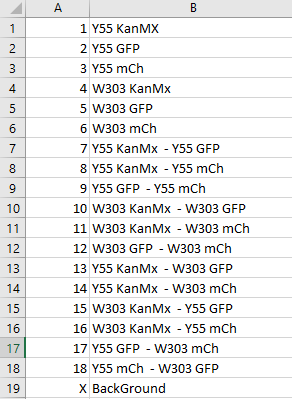 A B
1 1 Y55 KanMX
2 2 Y55 GFP
3 3 Y55 mCh
4 4 W303 KanMx
5 5 W303 GFP
6 6 W303 mCh
7 7 Y55 KanMx - Y55 GFP
8 8 Y55 KanMx - Y55 mCh
9 9 Y55 GFP - Y55 mCh
10 10 W303 KanMx - W303 GFP
11 11 W303 KanMx - W303 mCh
12 12 W303 GFP - W303 mCh
13 13 Y55 KanMx - W303 GFP
14 14 Y55 KanMx - W303 mCh
15 15 W303 KanMx - Y55 GFP
16 16 W303 KanMx - Y55 mCh
17 17 Y55 GFP - W303 mCh
18 18 Y55 mCh - W303 GFP
19 X BackGround